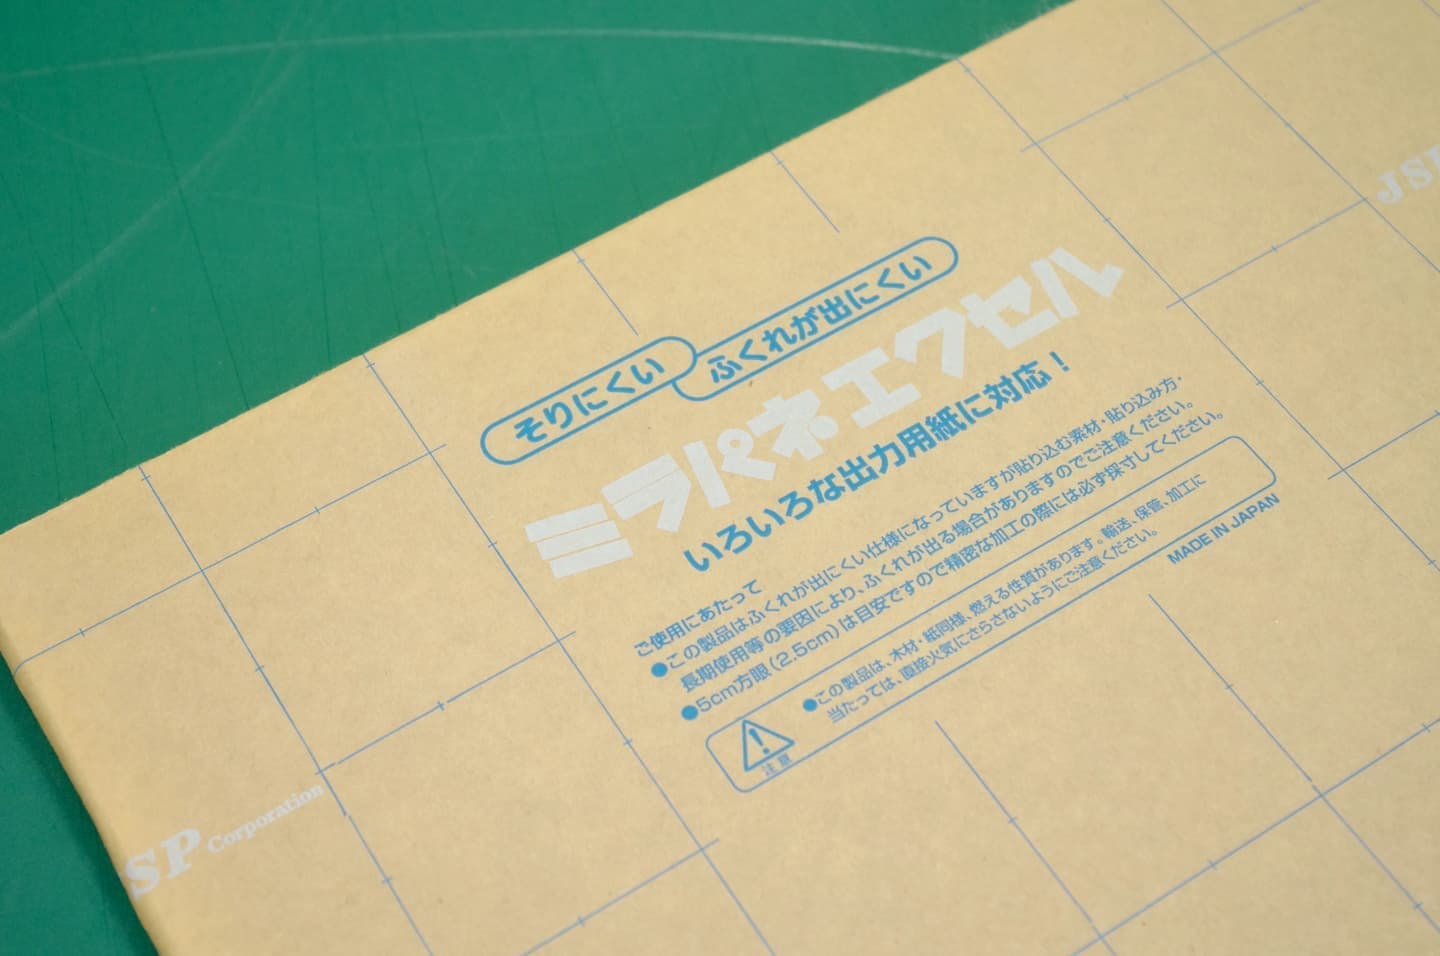 そりにくい
ふくれが出にくい
ミラパネエクセル
いろいろな出力用紙に対応！
ご使用にあたって
●この製品はふくれが出にくい仕様になっていますが貼り込む素材・貼り込み方・
長期使用等の要因により、ふくれが出る場合がありますのでご注意ください。
●5cm方眼（2.5cm）は目安ですので精密な加工の際には必ず採寸してください。
注意
●この製品は、木材・紙同様、燃える性質があります。輸送、保管、加工に
当たっては、直接火気にさらさないようにご注意ください。
MADE IN JAPAN
SP Corporation
JS